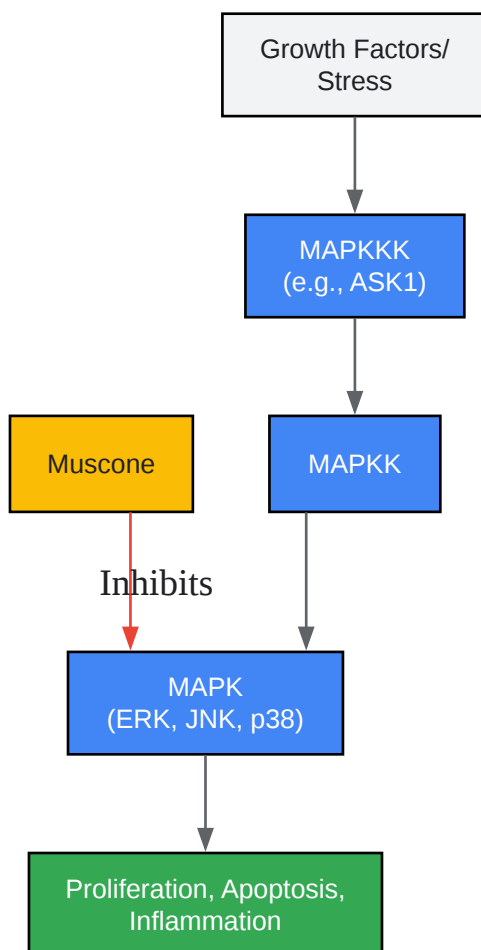 Growth Factors/
Stress
MAPKKK
(e.g., ASK1)
Muscone
MAPKK
Inhibits
MAPK
(ERK, JNK, p38)
Proliferation, Apoptosis,
Inflammation